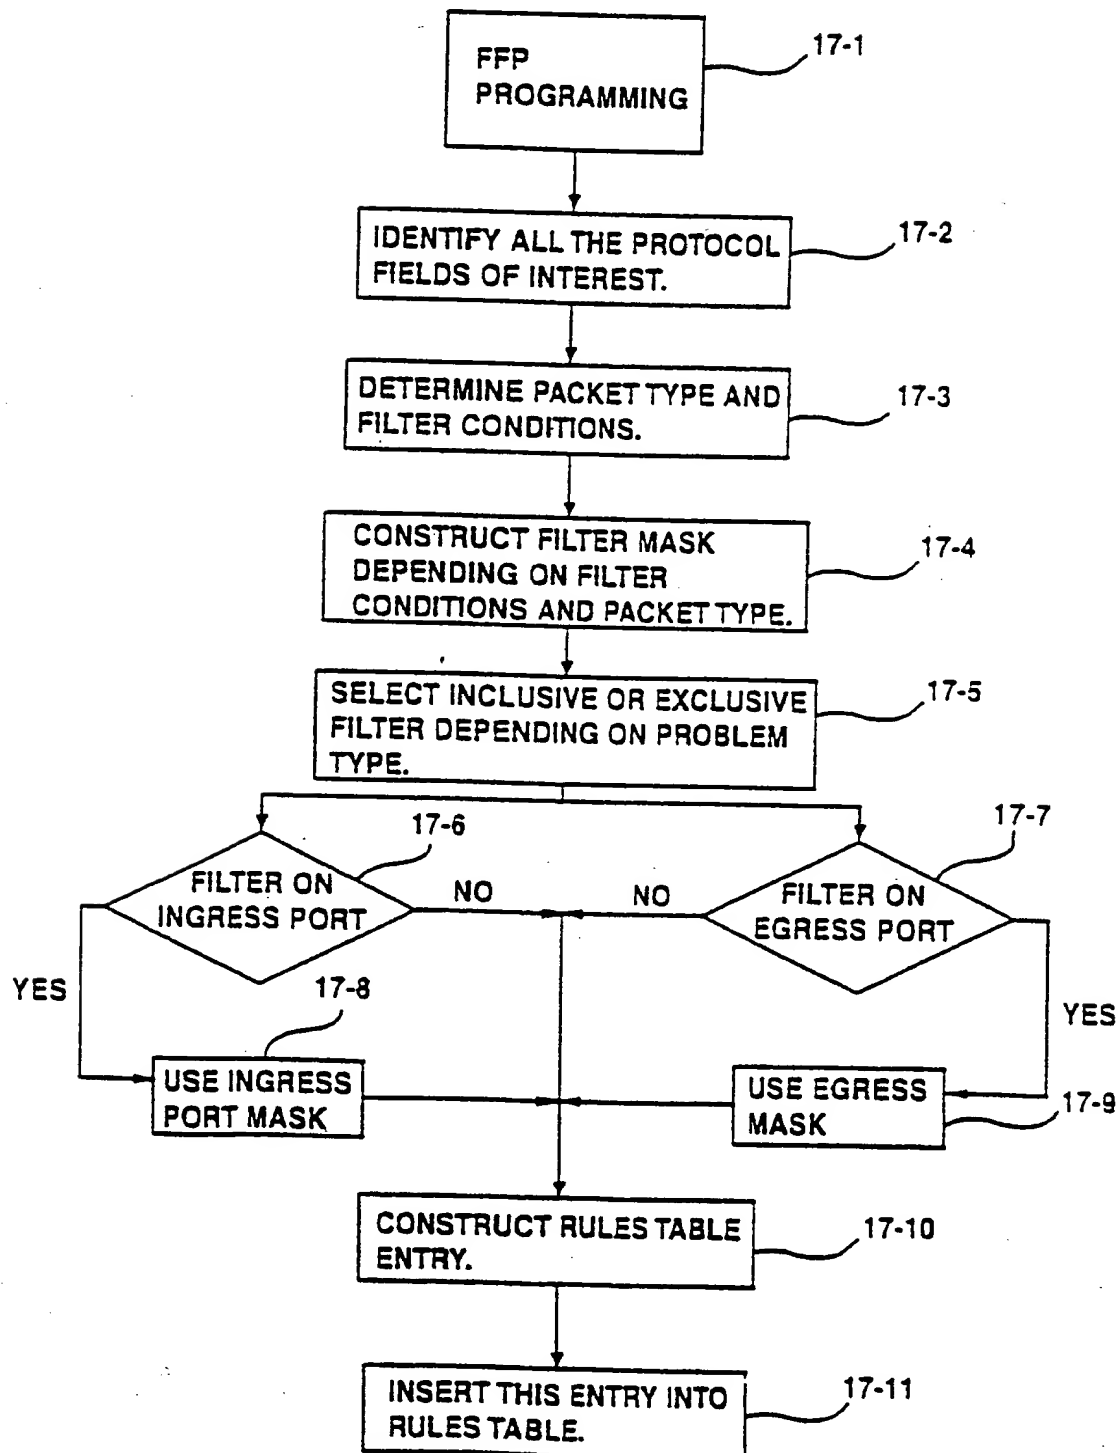 FFP
PROGRAMMING
17-1
IDENTIFY ALL THE PROTOCOL
FIELDS OF INTEREST.
17-2
DETERMINE PACKET TYPE AND
FILTER CONDITIONS.
17-3
CONSTRUCT FILTER MASK
DEPENDING ON FILTER
CONDITIONS AND PACKET TYPE.
17-4
SELECT INCLUSIVE OR EXCLUSIVE
FILTER DEPENDING ON PROBLEM
TYPE.
17-5
17-6
FILTER ON
INGRESS PORT
NO
YES
17-7
FILTER ON
EGRESS PORT
NO
YES
17-8
USE INGRESS
PORT MASK
USE EGRESS
MASK
17-9
CONSTRUCT RULES TABLE
ENTRY.
17-10
INSERT THIS ENTRY INTO
RULES TABLE.
17-11